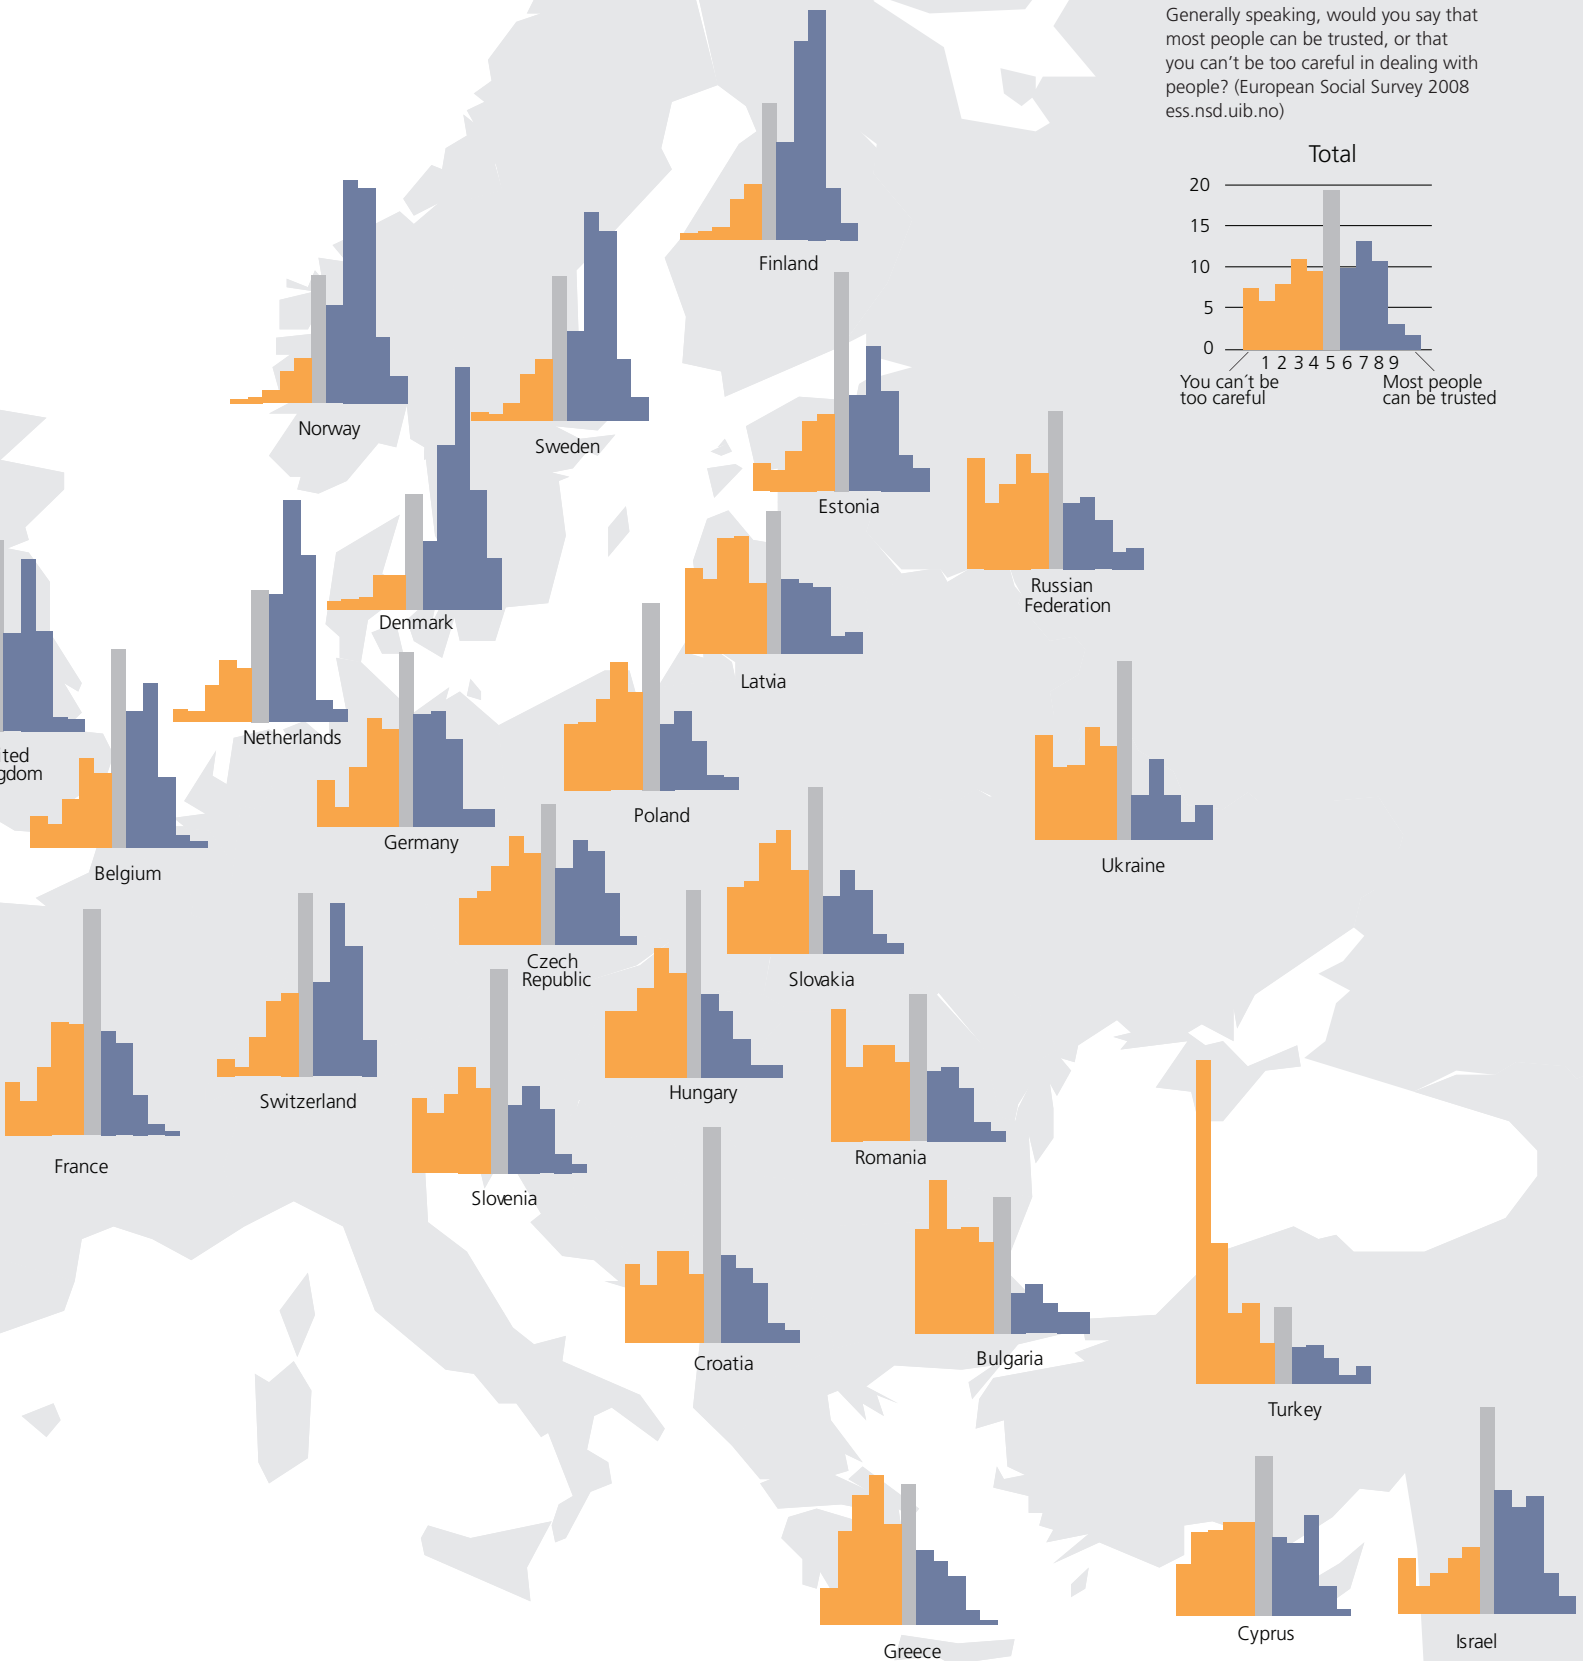 Generally speaking, would you say that
most people can be trusted, or that
you can't be too careful in dealing with
people? (European Social Survey 2008
ess.nsd.uib.no)
Total
20
15
10
5
0
1 2 3 4 5 6 7 8 9
You can´t be
too careful
Most people
can be trusted
Finland
Norway
Sweden
Estonia
Russian
Federation
Denmark
Latvia
Netherlands
ited
gdom
Poland
Germany
Belgium
Ukraine
Czech
Republic
Slovakia
Switzerland
Hungary
Romania
France
Slovenia
Croatia
Bulgaria
Turkey
Cyprus
Israel
Greece